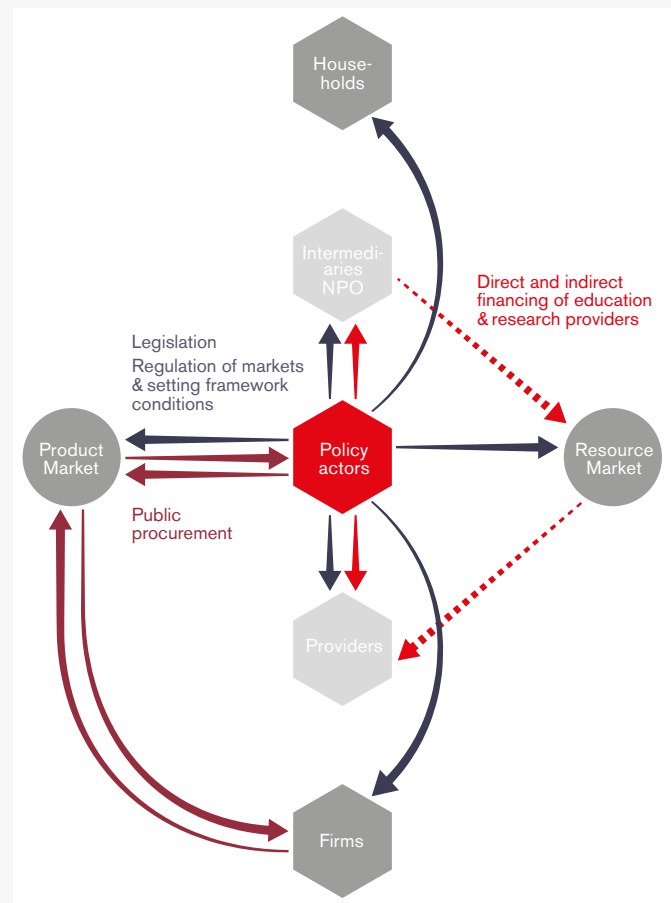 House-
holds
Intermedi-
aries
NPO
Direct and indirect
financing of education
& research providers
Legislation
Regulation of markets
& setting framework
conditions
Product
Market
Policy
actors
Resource
Market
Public
procurement
Providers
Firms